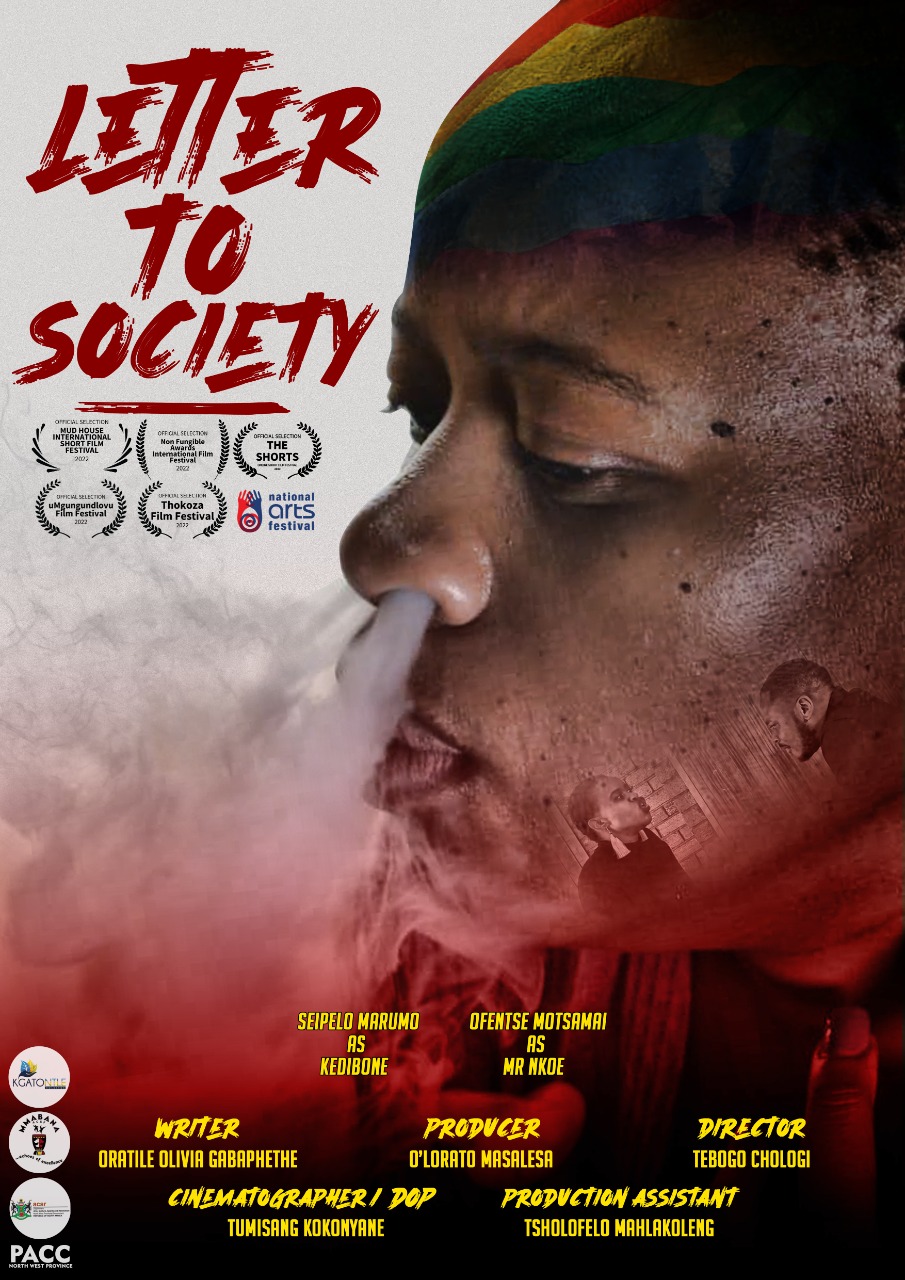 LETTER
TO
SOCIETY
OFFICIAL SELECTION
MUD HOUSE
INTERNATIONAL
SHORT FILM
FESTIVAL
2022
OFFICIAL SELECTION
Non Fungible
Awards
International Film
Festival
2022
OFFICIAL SELECTION
THE
SHORTS
OFFICIAL SELECTION
uMgungundlovu
Film Festival
2022
OFFICIAL SELECTION
Thokoza
Film Festival
2022
national
arts
festival
SEIPELO MARUMO
AS
KEDIBONE
OFENTSE MOTSAMAI
AS
MR NKOE
KGATONTLE
MMABANA
WRITER
ORATILE OLIVIA GABAPHETHE
PRODUCER
O'LORATO MASALESA
DIRECTOR
TEBOGO CHOLOGI
CINEMATOGRAPHER / DOP
TUMISANG KOKONYANE
PRODUCTION ASSISTANT
TSHOLOFELO MAHLAKOLENG
PACC
NORTH WEST PROVINCE